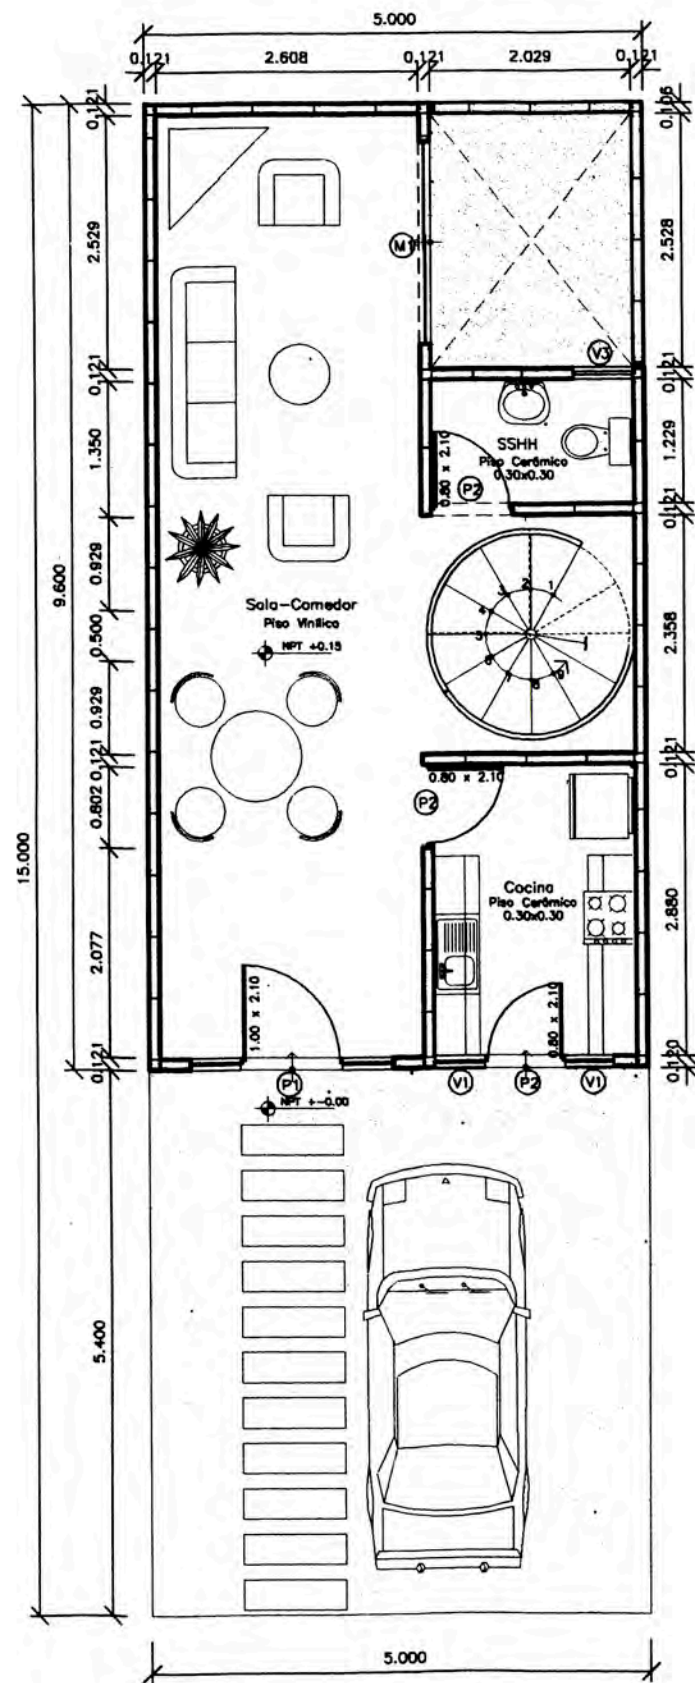 5.000
0.121
2.608
0.121
2.029
0.121
0.121
0.106
2.529
M1
2.528
0.121
V3
0.121
1.350
SSHH
Piso Cerâmico
0.30x0.30
0.80 x 2.10
P2
1.229
0.121
9.600
0.929
1
2
3
4
5
6
7
8
9
Sala-Comedor
Piso Vinílico
NPT +0.15
0.500
2.358
0.929
0.121
0.121
0.80 x 2.10
P2
0.802
15.000
Cocina
Piso Cerâmico
0.30x0.30
2.880
2.077
1.00 x 2.10
0.80 x 2.10
0.121
0.120
P1
V1
P2
V1
NPT +-0.00
5.400
5.000